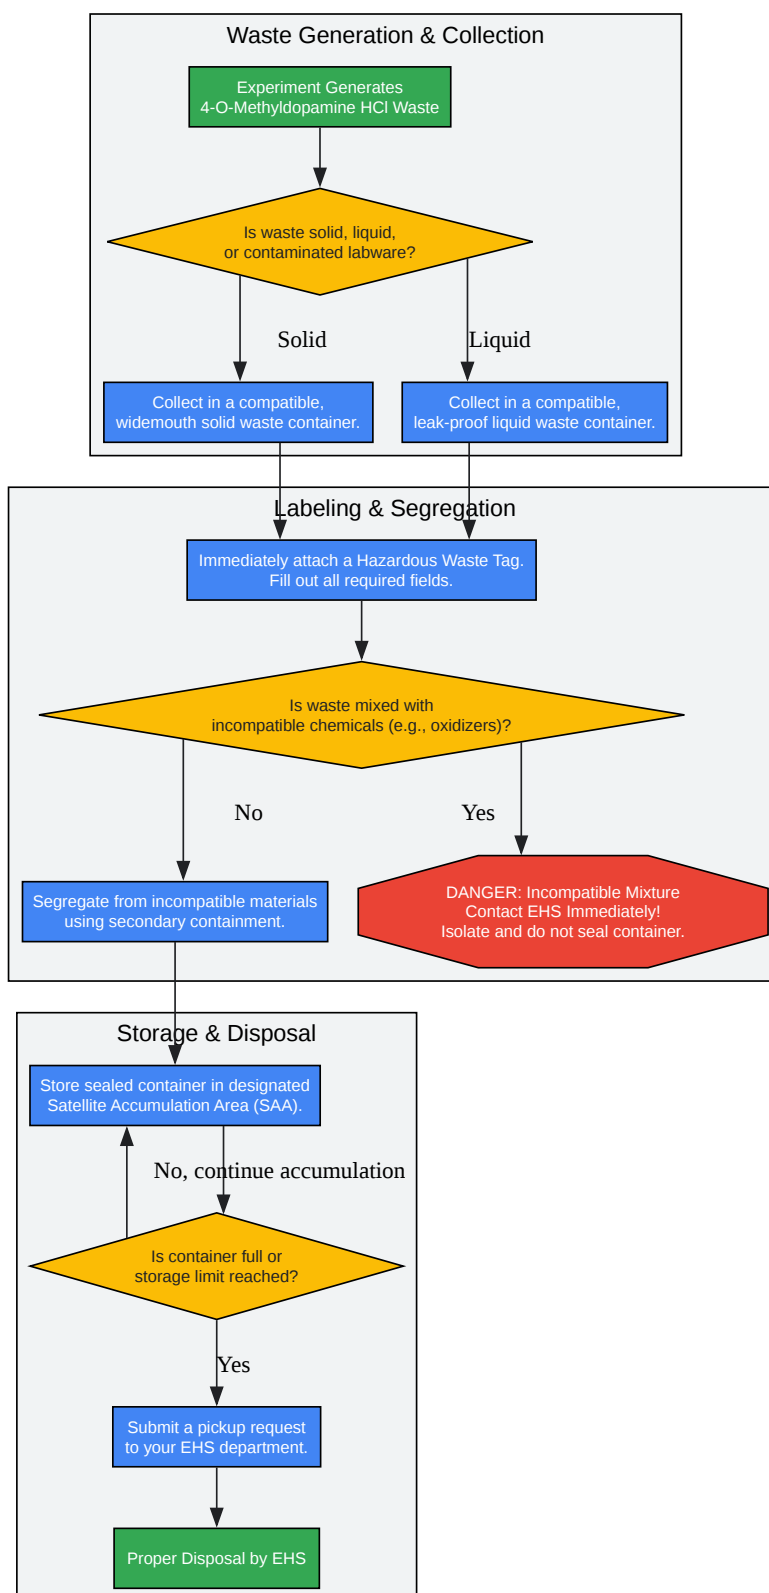 Waste Generation & Collection
Experiment Generates
4-O-Methyldopamine HCl Waste
Is waste solid, liquid,
or contaminated labware?
Solid
Liquid
Collect in a compatible,
widemouth solid waste container.
Collect in a compatible,
leak-proof liquid waste container.
Labeling & Segregation
Immediately attach a Hazardous Waste Tag.
Fill out all required fields.
Is waste mixed with
incompatible chemicals (e.g., oxidizers)?
No
Yes
Segregate from incompatible materials
using secondary containment.
DANGER: Incompatible Mixture
Contact EHS Immediately!
Isolate and do not seal container.
Storage & Disposal
Store sealed container in designated
Satellite Accumulation Area (SAA).
No, continue accumulation
Is container full or
storage limit reached?
Yes
Submit a pickup request
to your EHS department.
Proper Disposal by EHS